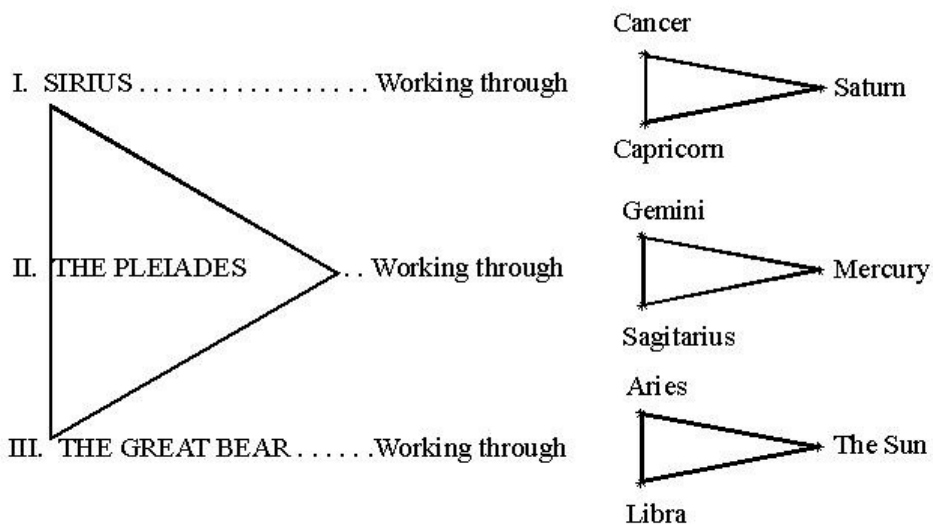 Cancer
I. SIRIUS . . . . . . . . . . . . . . . . . Working through
Saturn
Capricorn
Gemini
II. THE PLEIADES . . Working through
Mercury
Sagitarius
Aries
III. THE GREAT BEAR . . . . . . Working through
The Sun
Libra